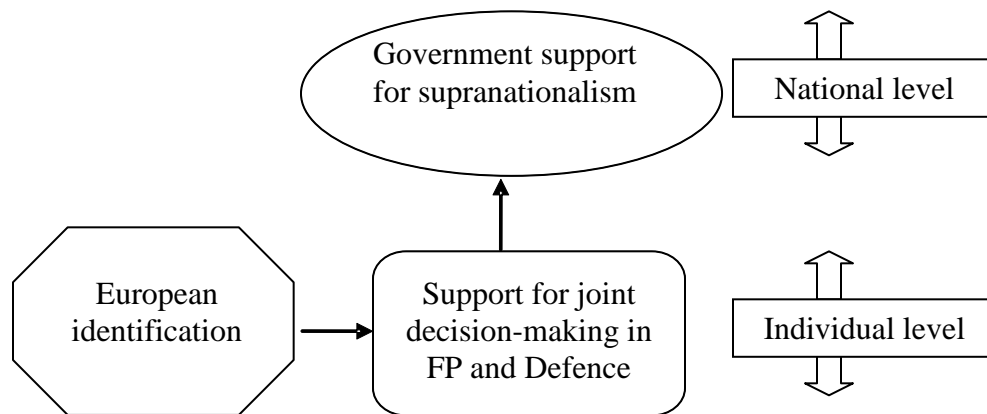 Government support
for supranationalism
National level
European
identification
Support for joint
decision-making in
FP and Defence
Individual level